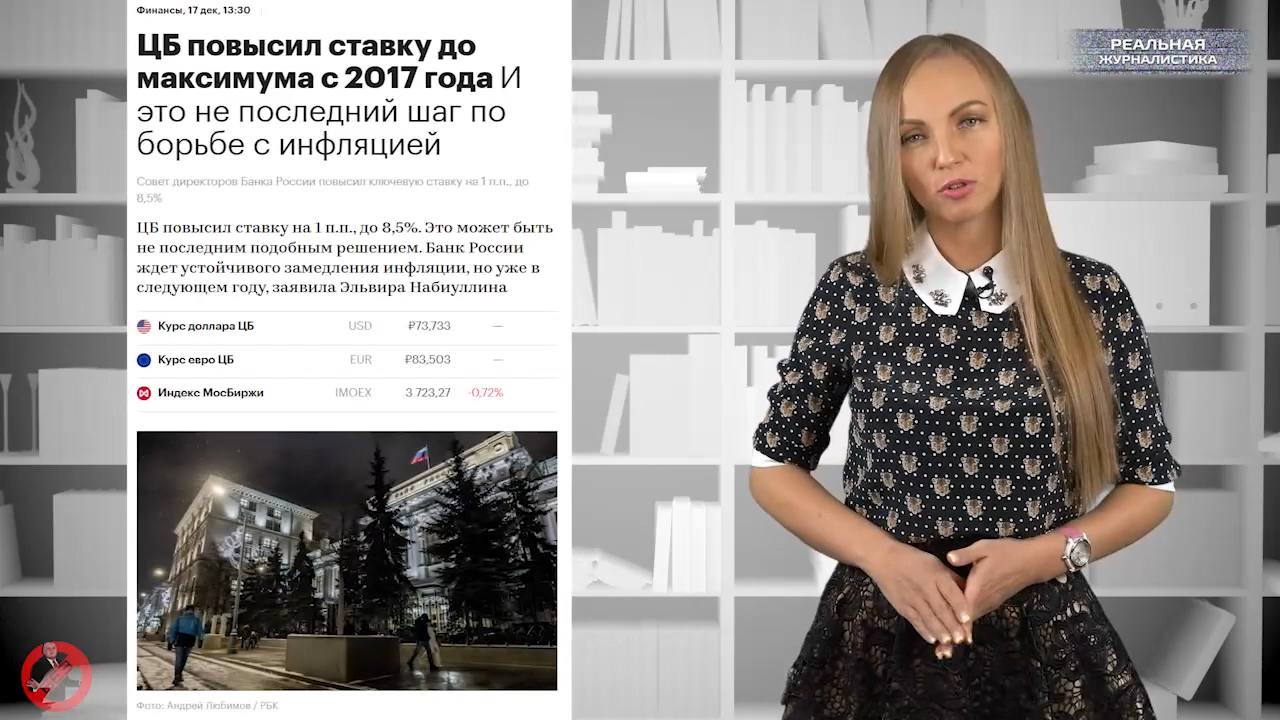 Финансы, 17 дек, 13:30
ЦБ повысил ставку до
максимума с 2017 года И
это не последний шаг по
борьбе с инфляцией
Совет директоров Банка России повысил ключевую ставку на 1 п.п., до
8,5%
ЦБ повысил ставку на 1 п.п., до 8,5%. Это может быть
не последним подобным решением. Банк России
ждет устойчивого замедления инфляции, но уже в
следующем году, заявила Эльвира Набиуллина
Курс доллара ЦБ USD ₽73,733 —
Курс евро ЦБ EUR ₽83,503 —
Индекс МосБиржи IMOEX 3 723,27 -0,72%
Фото: Андрей Любимов / РБК
РЕАЛЬНАЯ
ЖУРНАЛИСТИКА